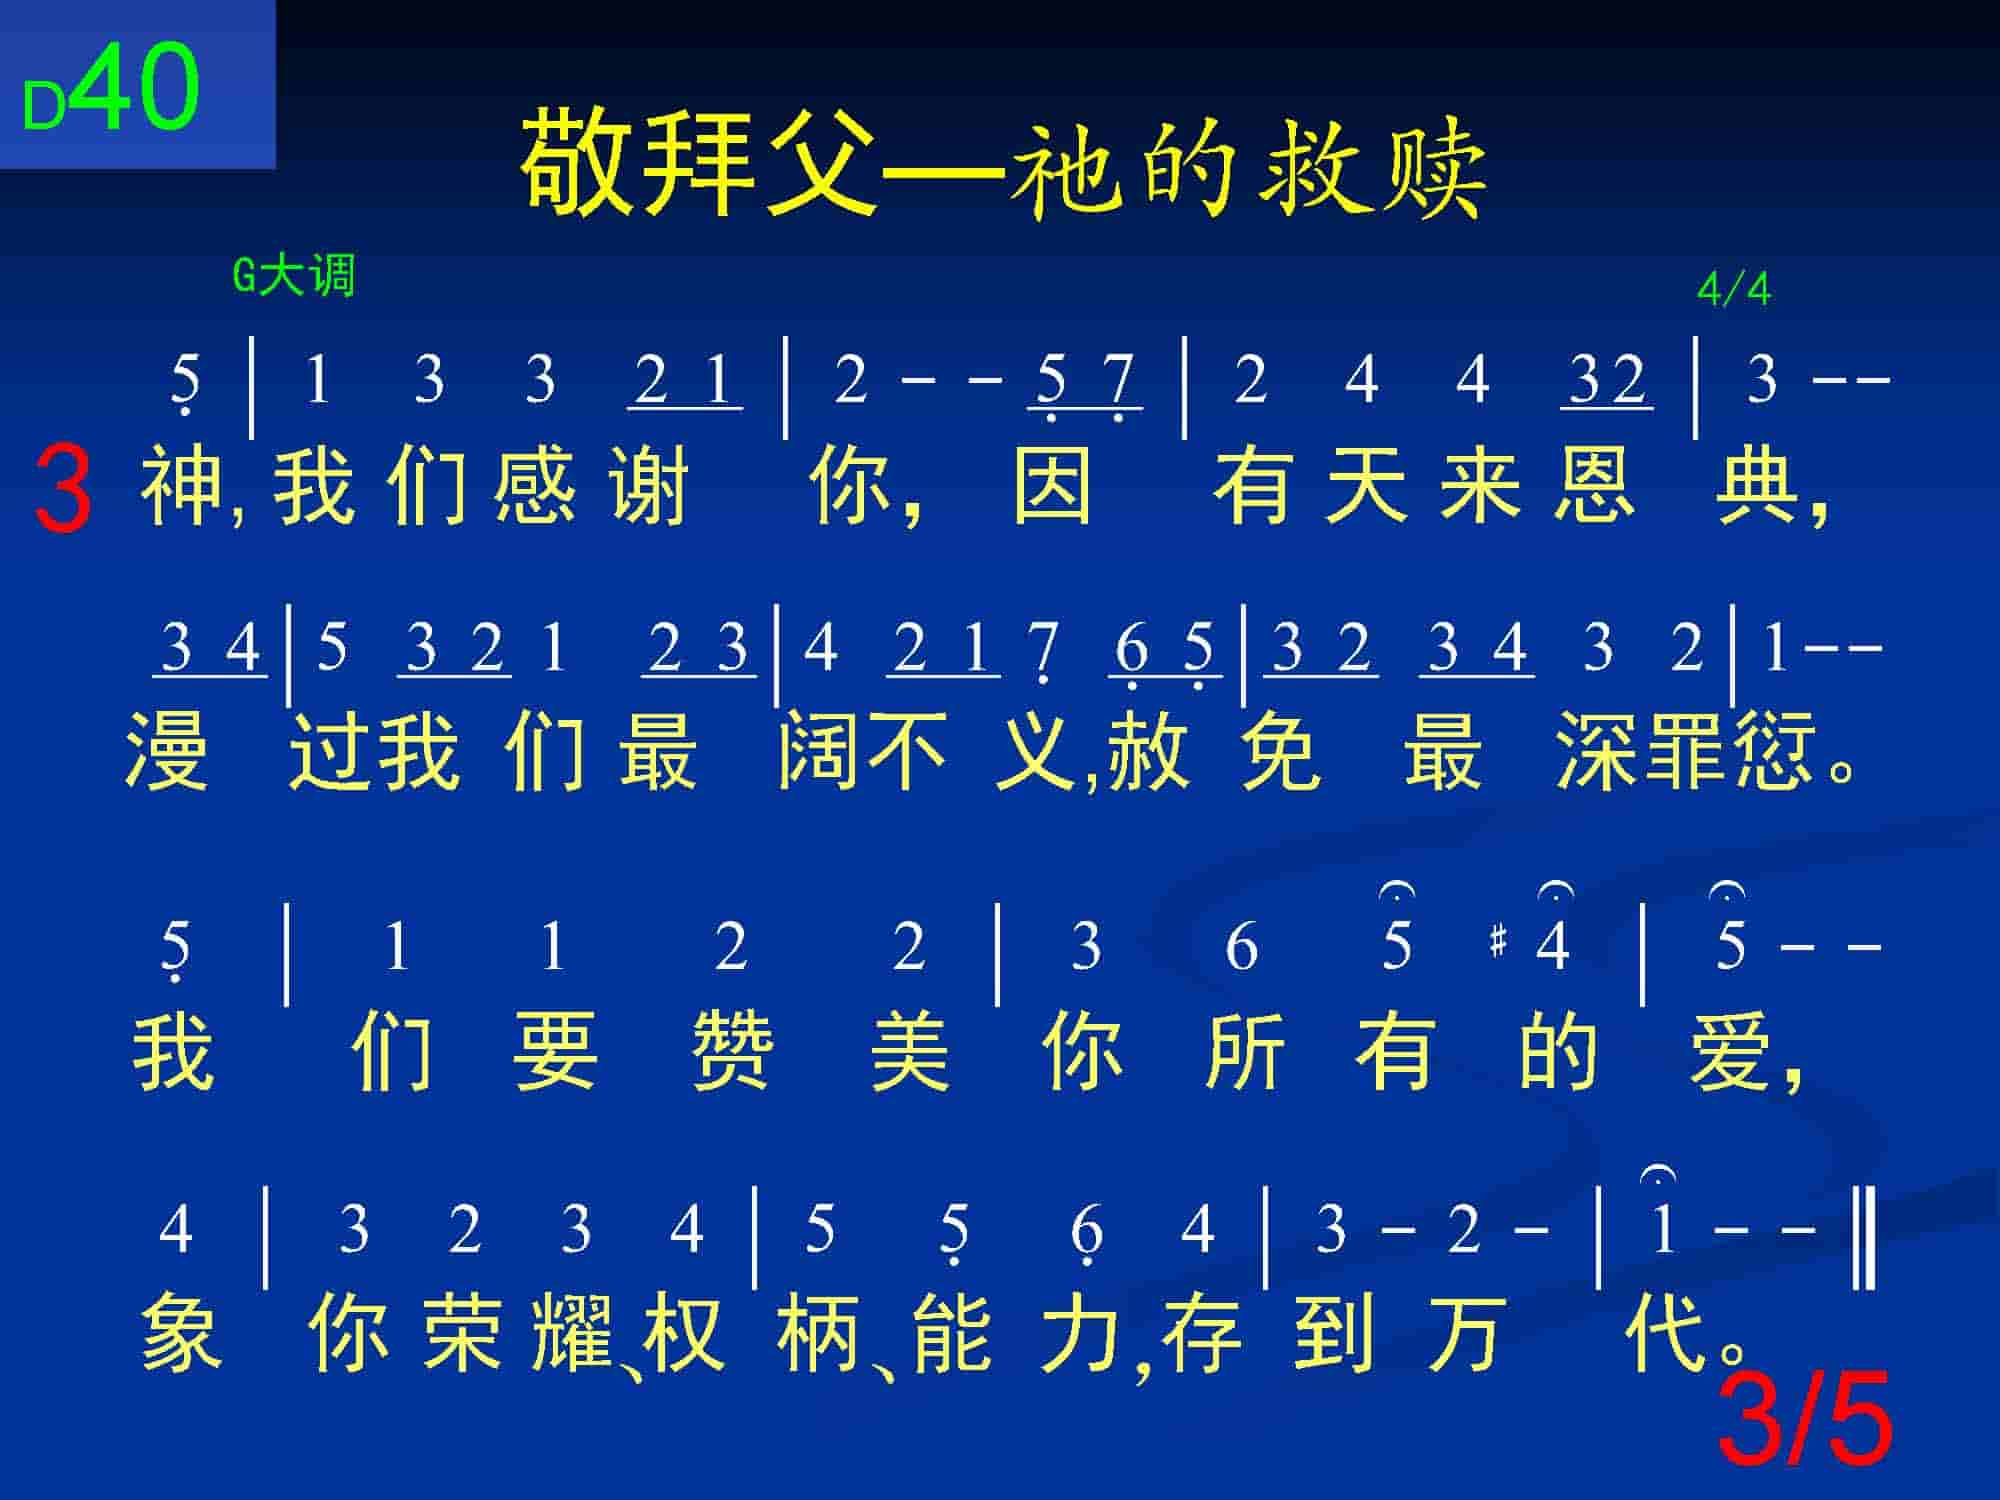 D40
敬拜父—祂的救赎
G大调 4/4
5̣ | 1 3 3 2 1 | 2 - - 5̣ 7̣ | 2 4 4 32 | 3 --
3 神,我们感谢 你，因 有天来恩 典，
3 4 | 5 3 2 1 2 3 | 4 2 1 7̣ 6̣ 5̣ | 3 2 3 4 3 2 | 1--
漫 过我们最 阔不义,赦 免最深罪愆。
5̣ | 1 1 2 2 | 3 6 5 ♯4 | 5 - -
我 们要赞美 你所有的 爱，
4 | 3 2 3 4 | 5 5̣ 6̣ 4 | 3 - 2 - | 1 - - ‖
象 你荣耀、权 柄、能力,存 到万 代。
3/5